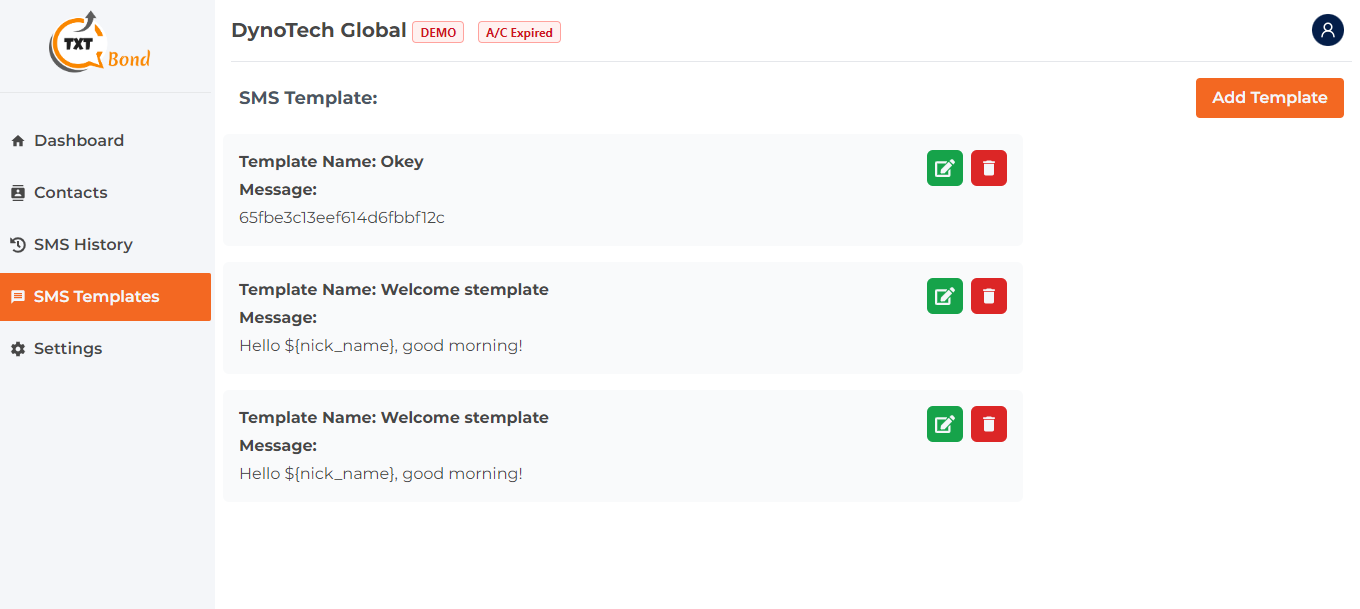 TXT
Bond
DynoTech Global DEMO A/C Expired
Dashboard
Contacts
SMS History
SMS Templates
Settings
SMS Template:
Add Template
Template Name: Okey
Message:
65fbe3c13eef614d6fbbf12c
Template Name: Welcome stemplate
Message:
Hello ${nick_name}, good morning!
Template Name: Welcome stemplate
Message:
Hello ${nick_name}, good morning!